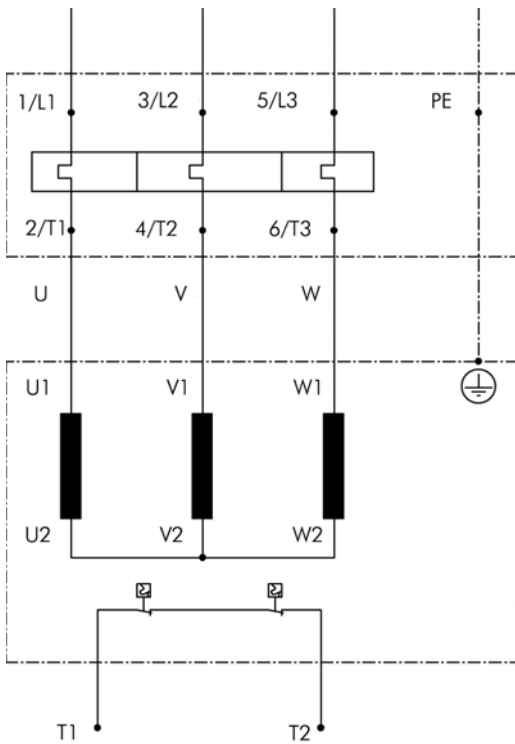 1/L1 3/L2 5/L3 PE
2/T1 4/T2 6/T3
U V W
U1 V1 W1
U2 V2 W2
T1 T2